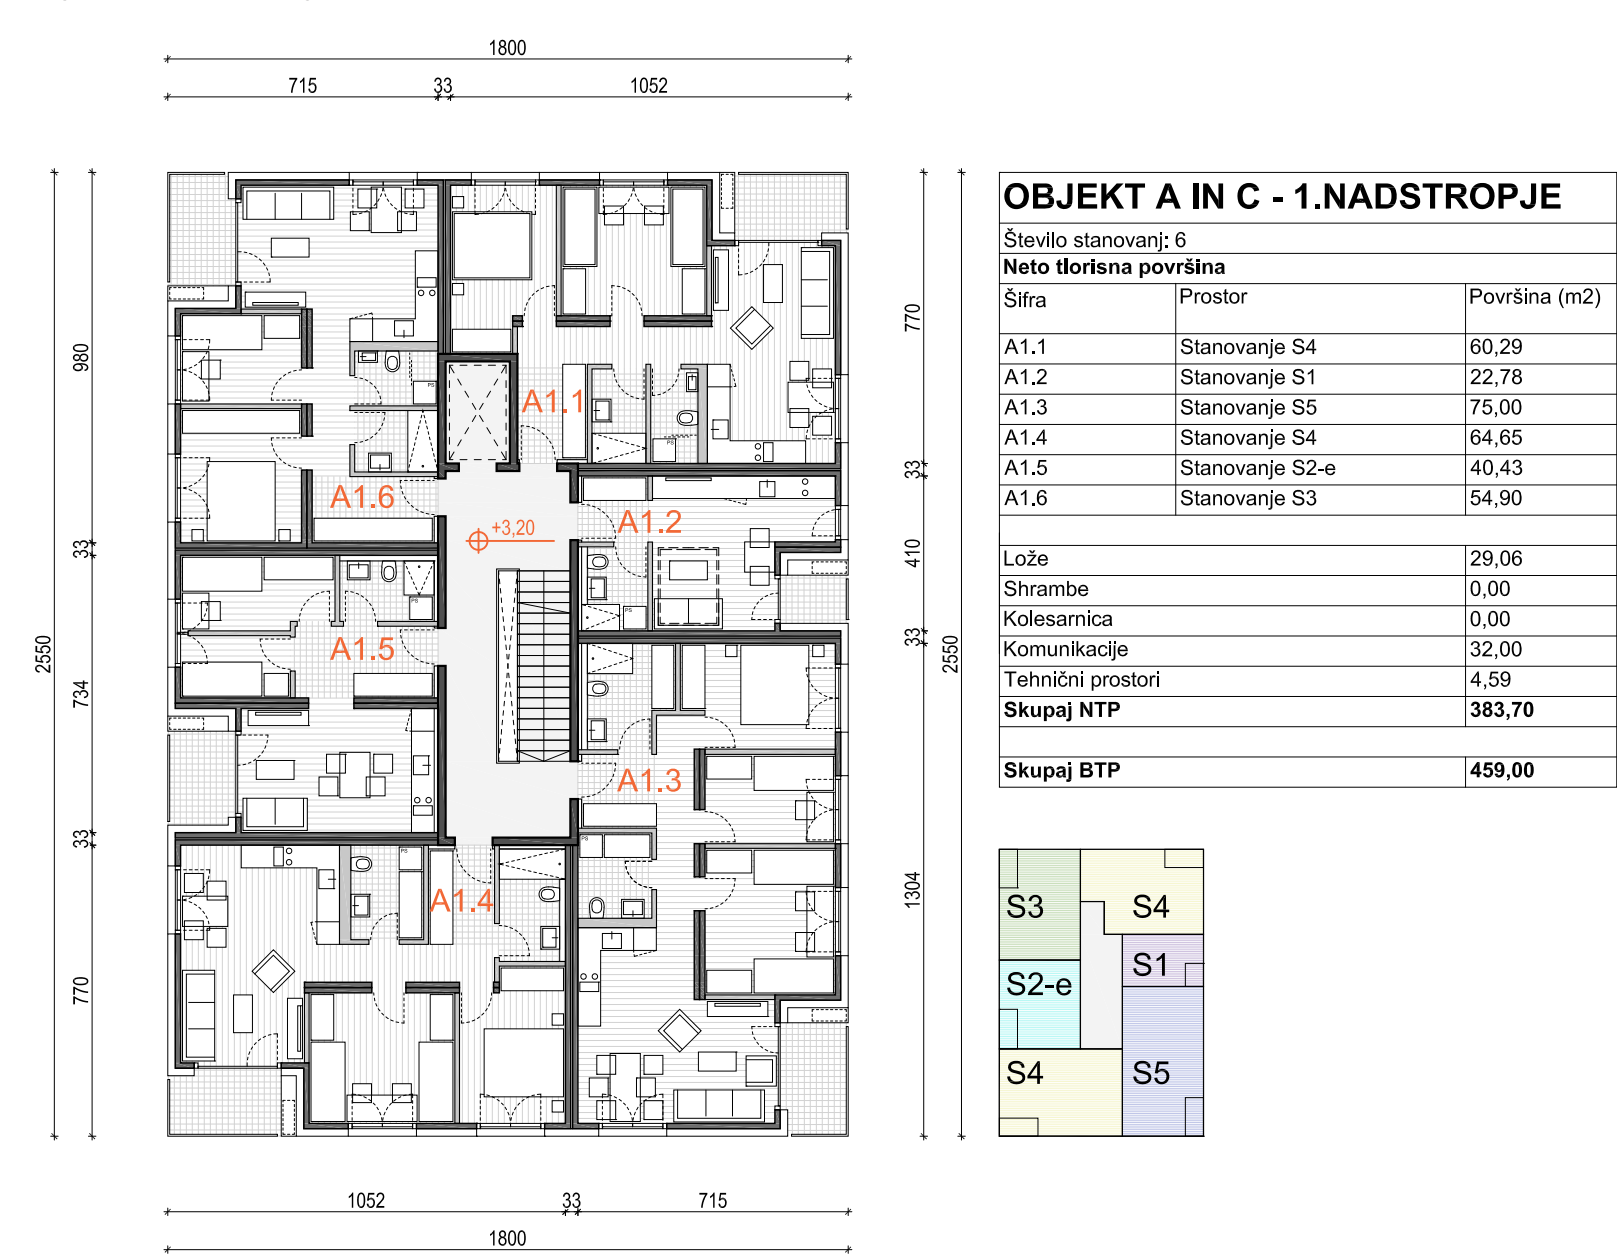 1800
715 33 1052
OBJEKT A IN C - 1.NADSTROPJE
Število stanovanj: 6
Neto tlorisna površina
Šifra Prostor Površina (m2)
A1.1 Stanovanje S4 60,29
A1.2 Stanovanje S1 22,78
A1.3 Stanovanje S5 75,00
A1.4 Stanovanje S4 64,65
A1.5 Stanovanje S2-e 40,43
A1.6 Stanovanje S3 54,90
Lože 29,06
Shrambe 0,00
Kolesarnica 0,00
Komunikacije 32,00
Tehnični prostori 4,59
Skupaj NTP 383,70
Skupaj BTP 459,00
2550
980
33
734
33
770
A1.1
A1.6
A1.2
+3,20
A1.5
A1.3
A1.4
PS
PS
PS
PS
PS
PS
770
33
410
33
1304
2550
S3 S4
S1
S2-e
S4 S5
1052 33 715
1800